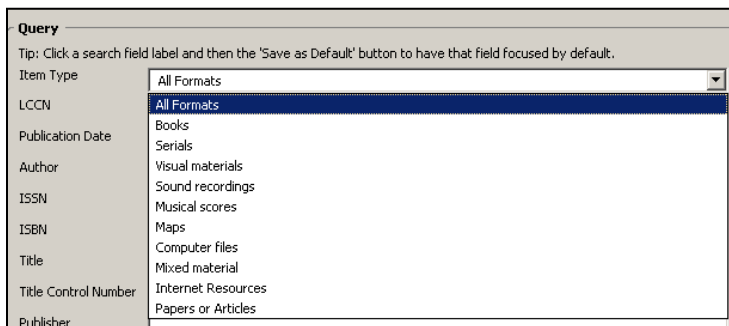 Query
Tip: Click a search field label and then the 'Save as Default' button to have that field focused by default.
Item Type
All Formats
LCCN
All Formats
Books
Publication Date
Serials
Visual materials
Author
Sound recordings
ISSN
Musical scores
ISBN
Maps
Computer files
Title
Mixed material
Title Control Number
Internet Resources
Papers or Articles
Publisher